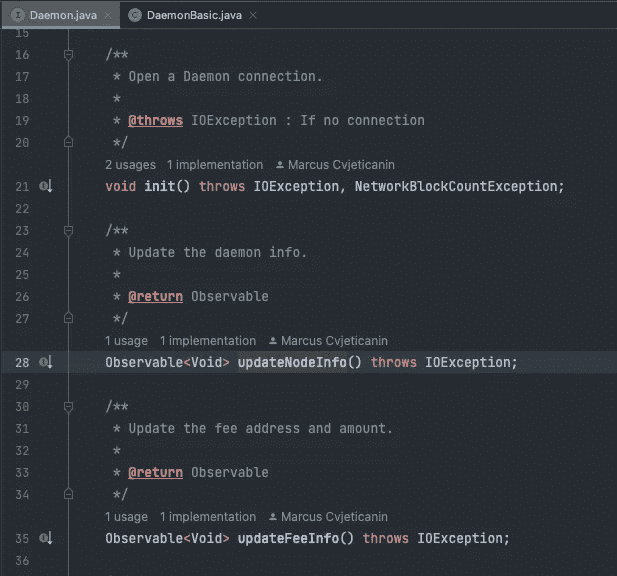 Daemon.java DaemonBasic.java
15
16 /**
17 * Open a Daemon connection.
18 *
19 * @throws IOException : If no connection
20 */
2 usages 1 implementation Marcus Cvjeticanin
21 void init() throws IOException, NetworkBlockCountException;
22
23 /**
24 * Update the daemon info.
25 *
26 * @return Observable
27 */
1 usage 1 implementation Marcus Cvjeticanin
28 Observable<Void> updateNodeInfo() throws IOException;
29
30 /**
31 * Update the fee address and amount.
32 *
33 * @return Observable
34 */
1 usage 1 implementation Marcus Cvjeticanin
35 Observable<Void> updateFeeInfo() throws IOException;
36